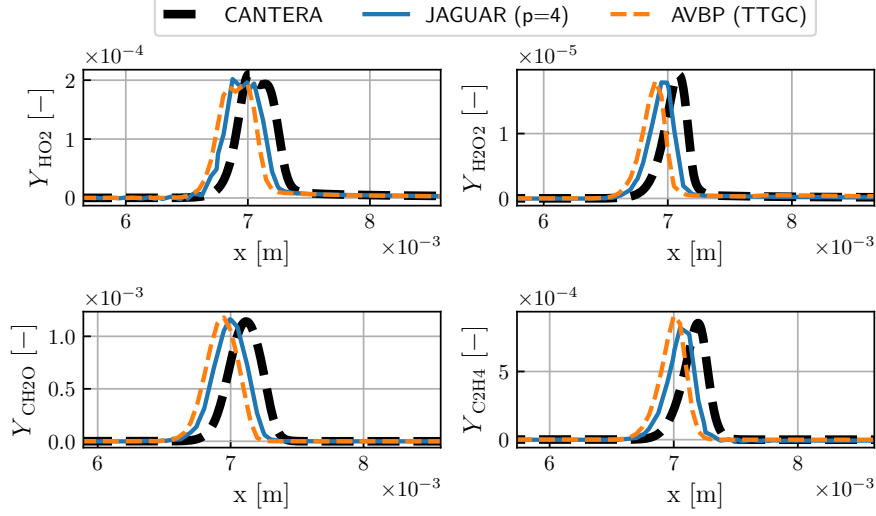 CANTERA JAGUAR (p=4) AVBP (TTGC)
×10⁻⁴ ×10⁻⁵
2
1
0
Y_HO2 [−]
6 7 8
x [m] ×10⁻³
1
0
Y_H2O2 [−]
6 7 8
x [m] ×10⁻³
×10⁻³ ×10⁻⁴
1.0
0.5
0.0
Y_CH2O [−]
6 7 8
x [m] ×10⁻³
5
0
Y_C2H4 [−]
6 7 8
x [m] ×10⁻³